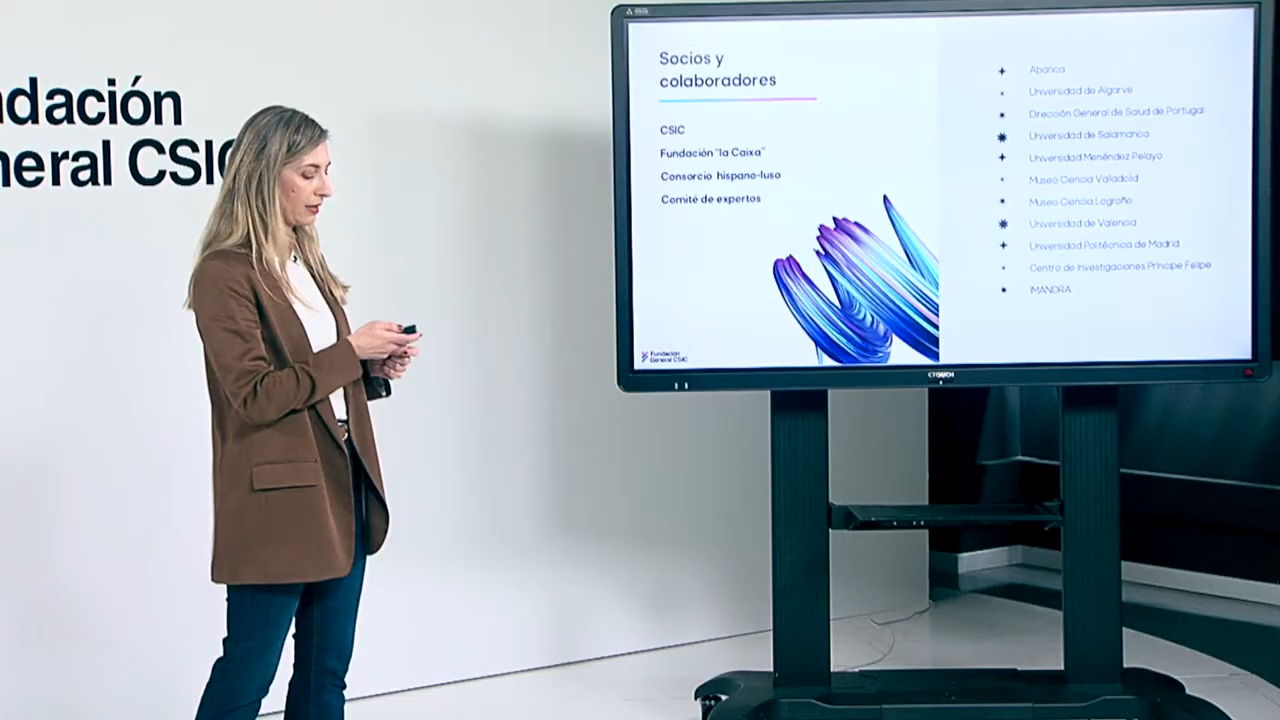 ndación
neral CSIC
Socios y
colaboradores
CSIC
Fundación "la Caixa"
Consorcio hispano-luso
Comité de expertos
Fundación
General CSIC
Abanca
Universidad de Algarve
Dirección General de Salud de Portugal
Universidad de Salamanca
Universidad Menéndez Pelayo
Museo Ciencia Valladolid
Museo Ciencia Logroño
Universidad de Valencia
Universidad Politécnica de Madrid
Centro de Investigaciones Príncipe Felipe
MANDRA
CTOUCH